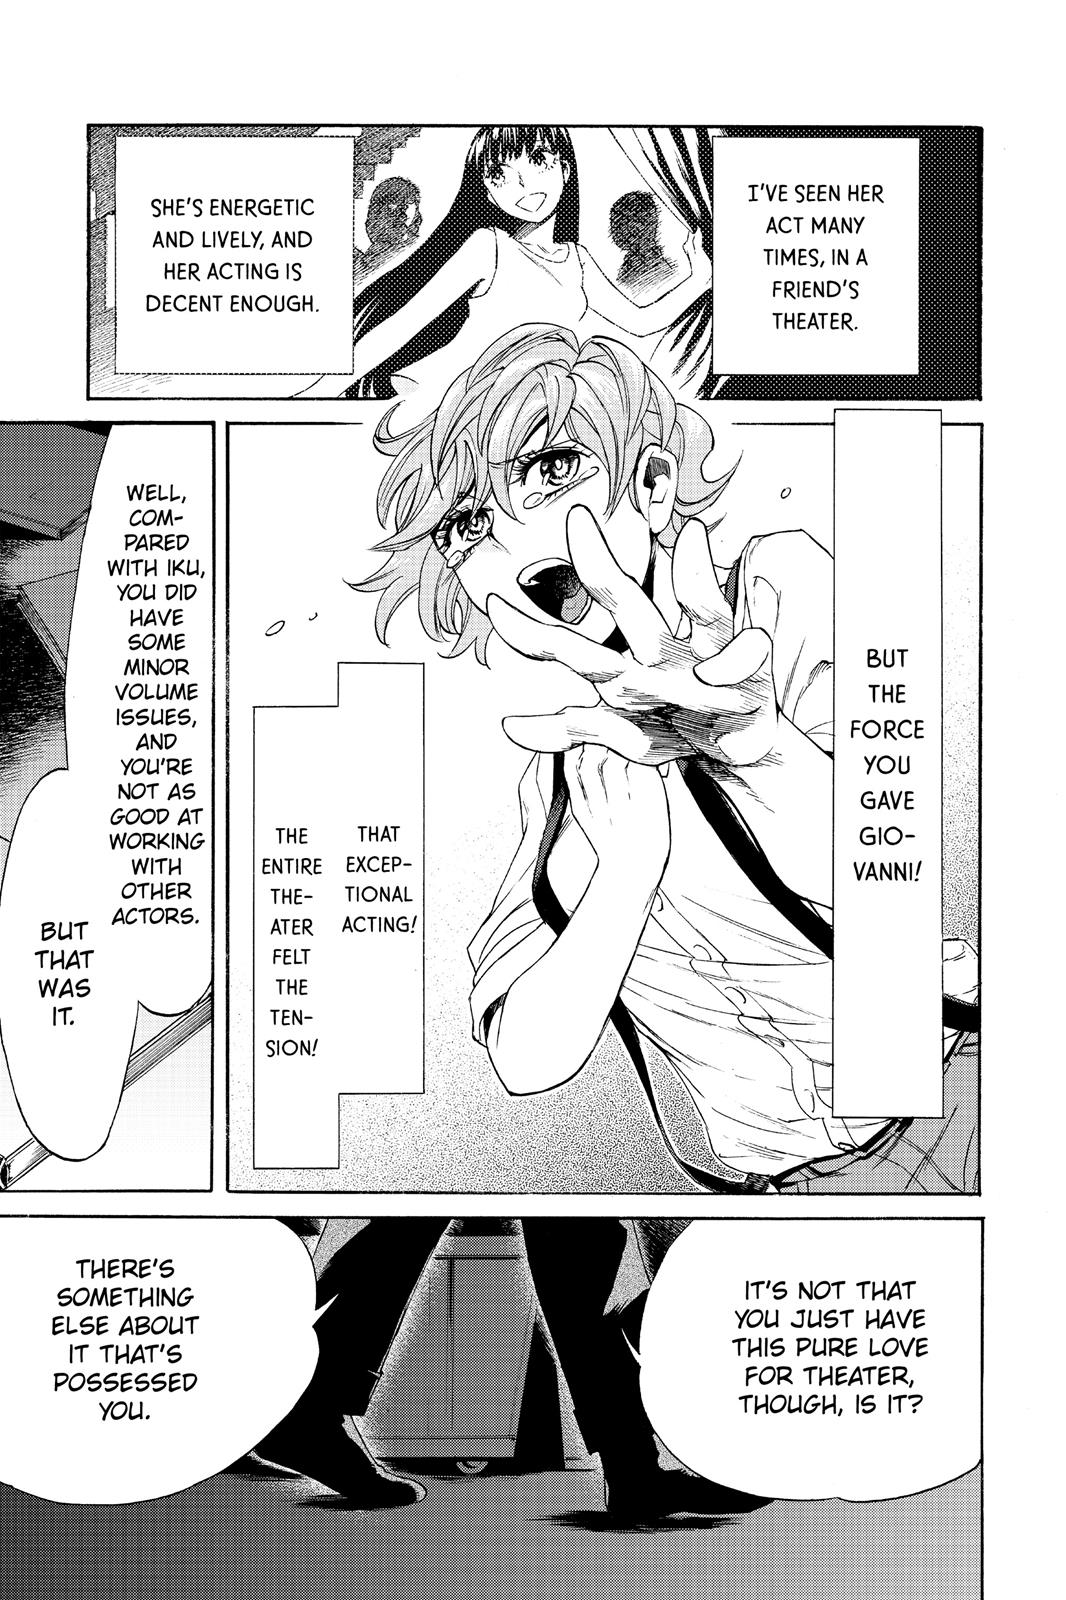 I'VE SEEN HER
ACT MANY
TIMES, IN A
FRIEND'S
THEATER.
SHE'S ENERGETIC
AND LIVELY, AND
HER ACTING IS
DECENT ENOUGH.
BUT
THE
FORCE
YOU
GAVE
GIO-
VANNI!
THAT
EXCEP-
TIONAL
ACTING!
THE
ENTIRE
THE-
ATER
FELT
THE
TEN-
SION!
WELL,
COM-
PARED
WITH IKU,
YOU DID
HAVE
SOME
MINOR
VOLUME
ISSUES,
AND
YOU'RE
NOT AS
GOOD AT
WORKING
WITH
OTHER
ACTORS.
BUT
THAT
WAS
IT.
IT'S NOT THAT
YOU JUST HAVE
THIS PURE LOVE
FOR THEATER,
THOUGH, IS IT?
THERE'S
SOMETHING
ELSE ABOUT
IT THAT'S
POSSESSED
YOU.